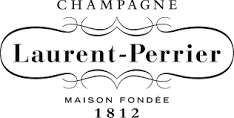 CHAMPAGNE
Laurent-Perrier
MAISON FONDÉE
1812